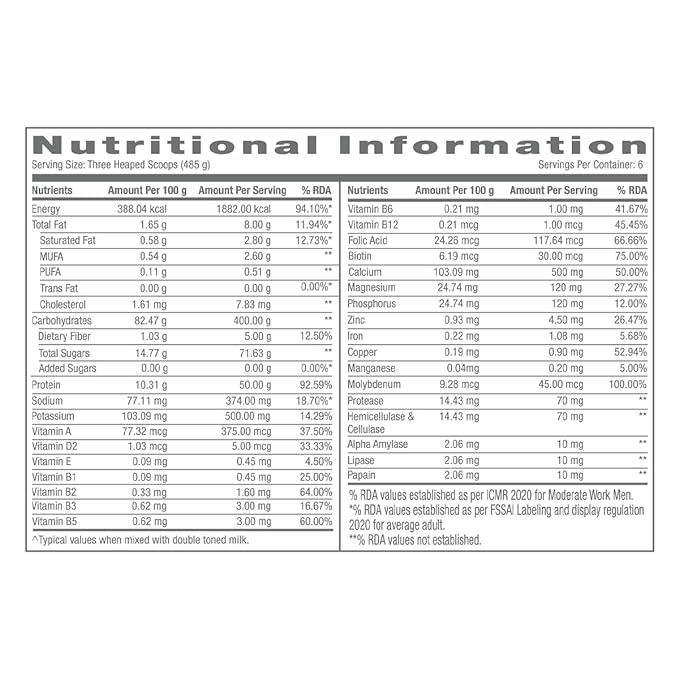 Nutritional Information
Serving Size: Three Heaped Scoops (485 g) Servings Per Container: 6
Nutrients Amount Per 100 g Amount Per Serving % RDA
Energy 388.04 kcal 1882.00 kcal 94.10%*
Total Fat 1.65 g 8.00 g 11.94%*
Saturated Fat 0.58 g 2.80 g 12.73%*
MUFA 0.54 g 2.60 g **
PUFA 0.11 g 0.51 g **
Trans Fat 0.00 g 0.00 g 0.00%*
Cholesterol 1.61 mg 7.83 mg **
Carbohydrates 82.47 g 400.00 g **
Dietary Fiber 1.03 g 5.00 g 12.50%
Total Sugars 14.77 g 71.63 g **
Added Sugars 0.00 g 0.00 g 0.00%*
Protein 10.31 g 50.00 g 92.59%
Sodium 77.11 mg 374.00 mg 18.70%*
Potassium 103.09 mg 500.00 mg 14.29%
Vitamin A 77.32 mcg 375.00 mcg 37.50%
Vitamin D2 1.03 mcg 5.00 mcg 33.33%
Vitamin E 0.09 mg 0.45 mg 4.50%
Vitamin B1 0.09 mg 0.45 mg 25.00%
Vitamin B2 0.33 mg 1.60 mg 64.00%
Vitamin B3 0.62 mg 3.00 mg 16.67%
Vitamin B5 0.62 mg 3.00 mg 60.00%
^Typical values when mixed with double toned milk.
Nutrients Amount Per 100 g Amount Per Serving % RDA
Vitamin B6 0.21 mg 1.00 mg 41.67%
Vitamin B12 0.21 mcg 1.00 mcg 45.45%
Folic Acid 24.26 mcg 117.64 mcg 66.66%
Biotin 6.19 mcg 30.00 mcg 75.00%
Calcium 103.09 mg 500 mg 50.00%
Magnesium 24.74 mg 120 mg 27.27%
Phosphorus 24.74 mg 120 mg 12.00%
Zinc 0.93 mg 4.50 mg 26.47%
Iron 0.22 mg 1.08 mg 5.68%
Copper 0.19 mg 0.90 mg 52.94%
Manganese 0.04mg 0.20 mg 5.00%
Molybdenum 9.28 mcg 45.00 mcg 100.00%
Protease 14.43 mg 70 mg **
Hemicellulase & 14.43 mg 70 mg **
Cellulase
Alpha Amylase 2.06 mg 10 mg **
Lipase 2.06 mg 10 mg **
Papain 2.06 mg 10 mg **
% RDA values established as per ICMR 2020 for Moderate Work Men.
*% RDA values established as per FSSAI Labeling and display regulation
2020 for average adult.
**% RDA values not established.